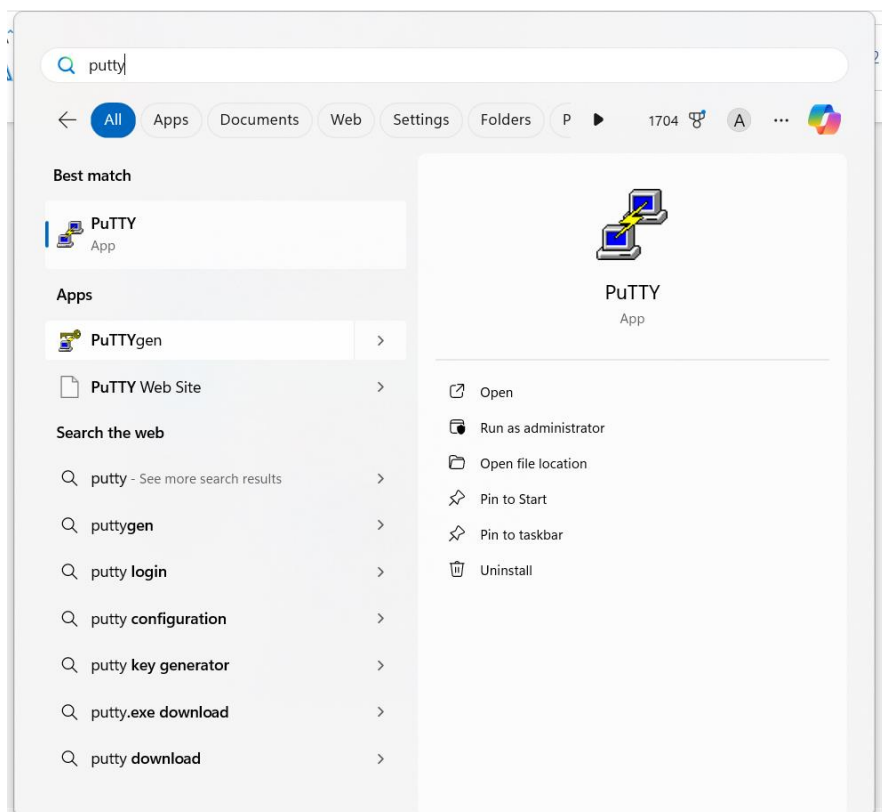 putty
All Apps Documents Web Settings Folders P 1704 A ...
Best match
PuTTY
App
Apps
PuTTYgen
PuTTY Web Site
Search the web
putty - See more search results
puttygen
putty login
putty configuration
putty key generator
putty.exe download
putty download
PuTTY
App
Open
Run as administrator
Open file location
Pin to Start
Pin to taskbar
Uninstall